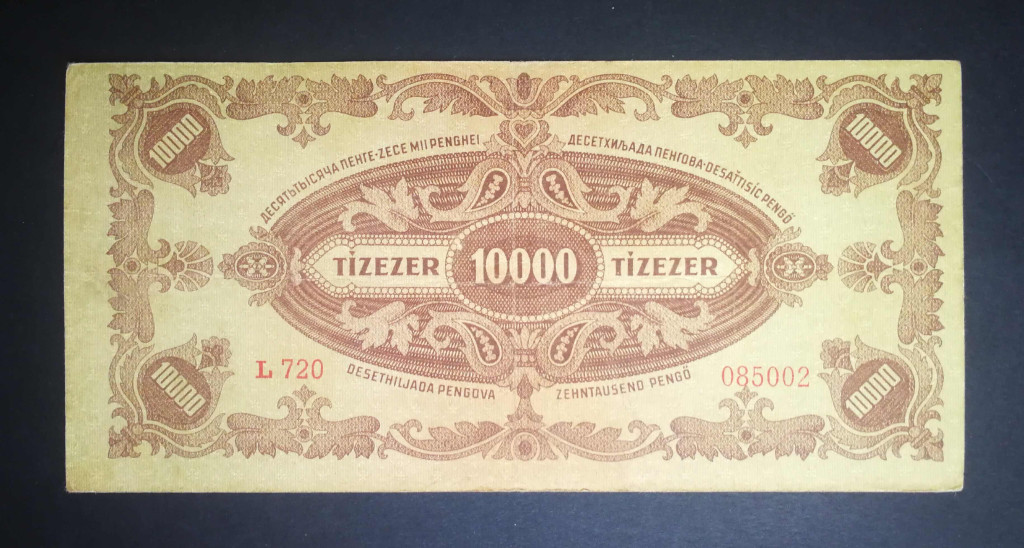 10000
10000
ДЕСЯТЬТЫСЯЧА ПЕНГЕ·ZECE MII PENGHEI
ДЕСЕТХИЉАДА ПЕНГОВА·DESAŤTISÍC PENGŐ
TÍZEZER 10000 TÍZEZER
L 720
DESETHILJADA PENGOVA
ZEHNTAUSEND PENGŐ
085002
10000
10000